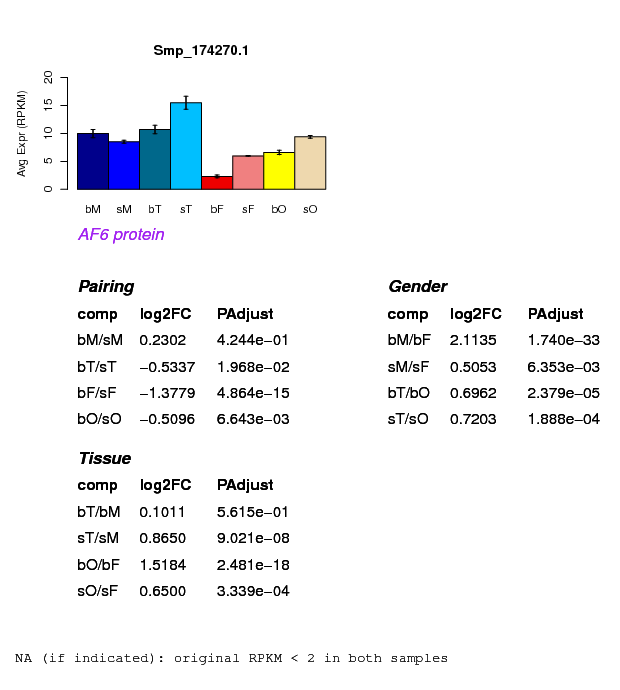 Smp_174270.1
Avg Expr (RPKM)
20
15
10
5
0
bM sM bT sT bF sF bO sO
AF6 protein
Pairing
comp log2FC PAdjust
bM/sM 0.2302 4.244e−01
bT/sT −0.5337 1.968e−02
bF/sF −1.3779 4.864e−15
bO/sO −0.5096 6.643e−03
Gender
comp log2FC PAdjust
bM/bF 2.1135 1.740e−33
sM/sF 0.5053 6.353e−03
bT/bO 0.6962 2.379e−05
sT/sO 0.7203 1.888e−04
Tissue
comp log2FC PAdjust
bT/bM 0.1011 5.615e−01
sT/sM 0.8650 9.021e−08
bO/bF 1.5184 2.481e−18
sO/sF 0.6500 3.339e−04
NA (if indicated): original RPKM < 2 in both samples